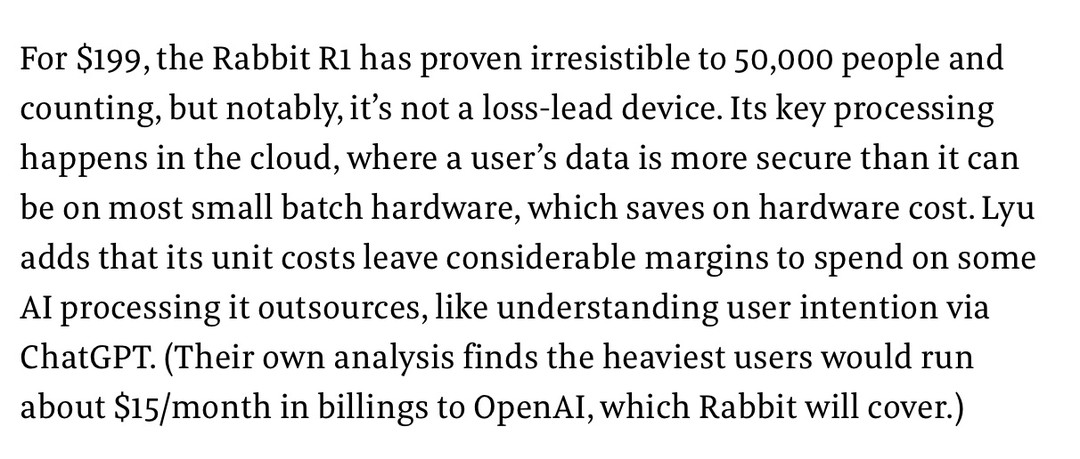 For $199, the Rabbit R1 has proven irresistible to 50,000 people and
counting, but notably, it’s not a loss-lead device. Its key processing
happens in the cloud, where a user’s data is more secure than it can
be on most small batch hardware, which saves on hardware cost. Lyu
adds that its unit costs leave considerable margins to spend on some
AI processing it outsources, like understanding user intention via
ChatGPT. (Their own analysis finds the heaviest users would run
about $15/month in billings to OpenAI, which Rabbit will cover.)